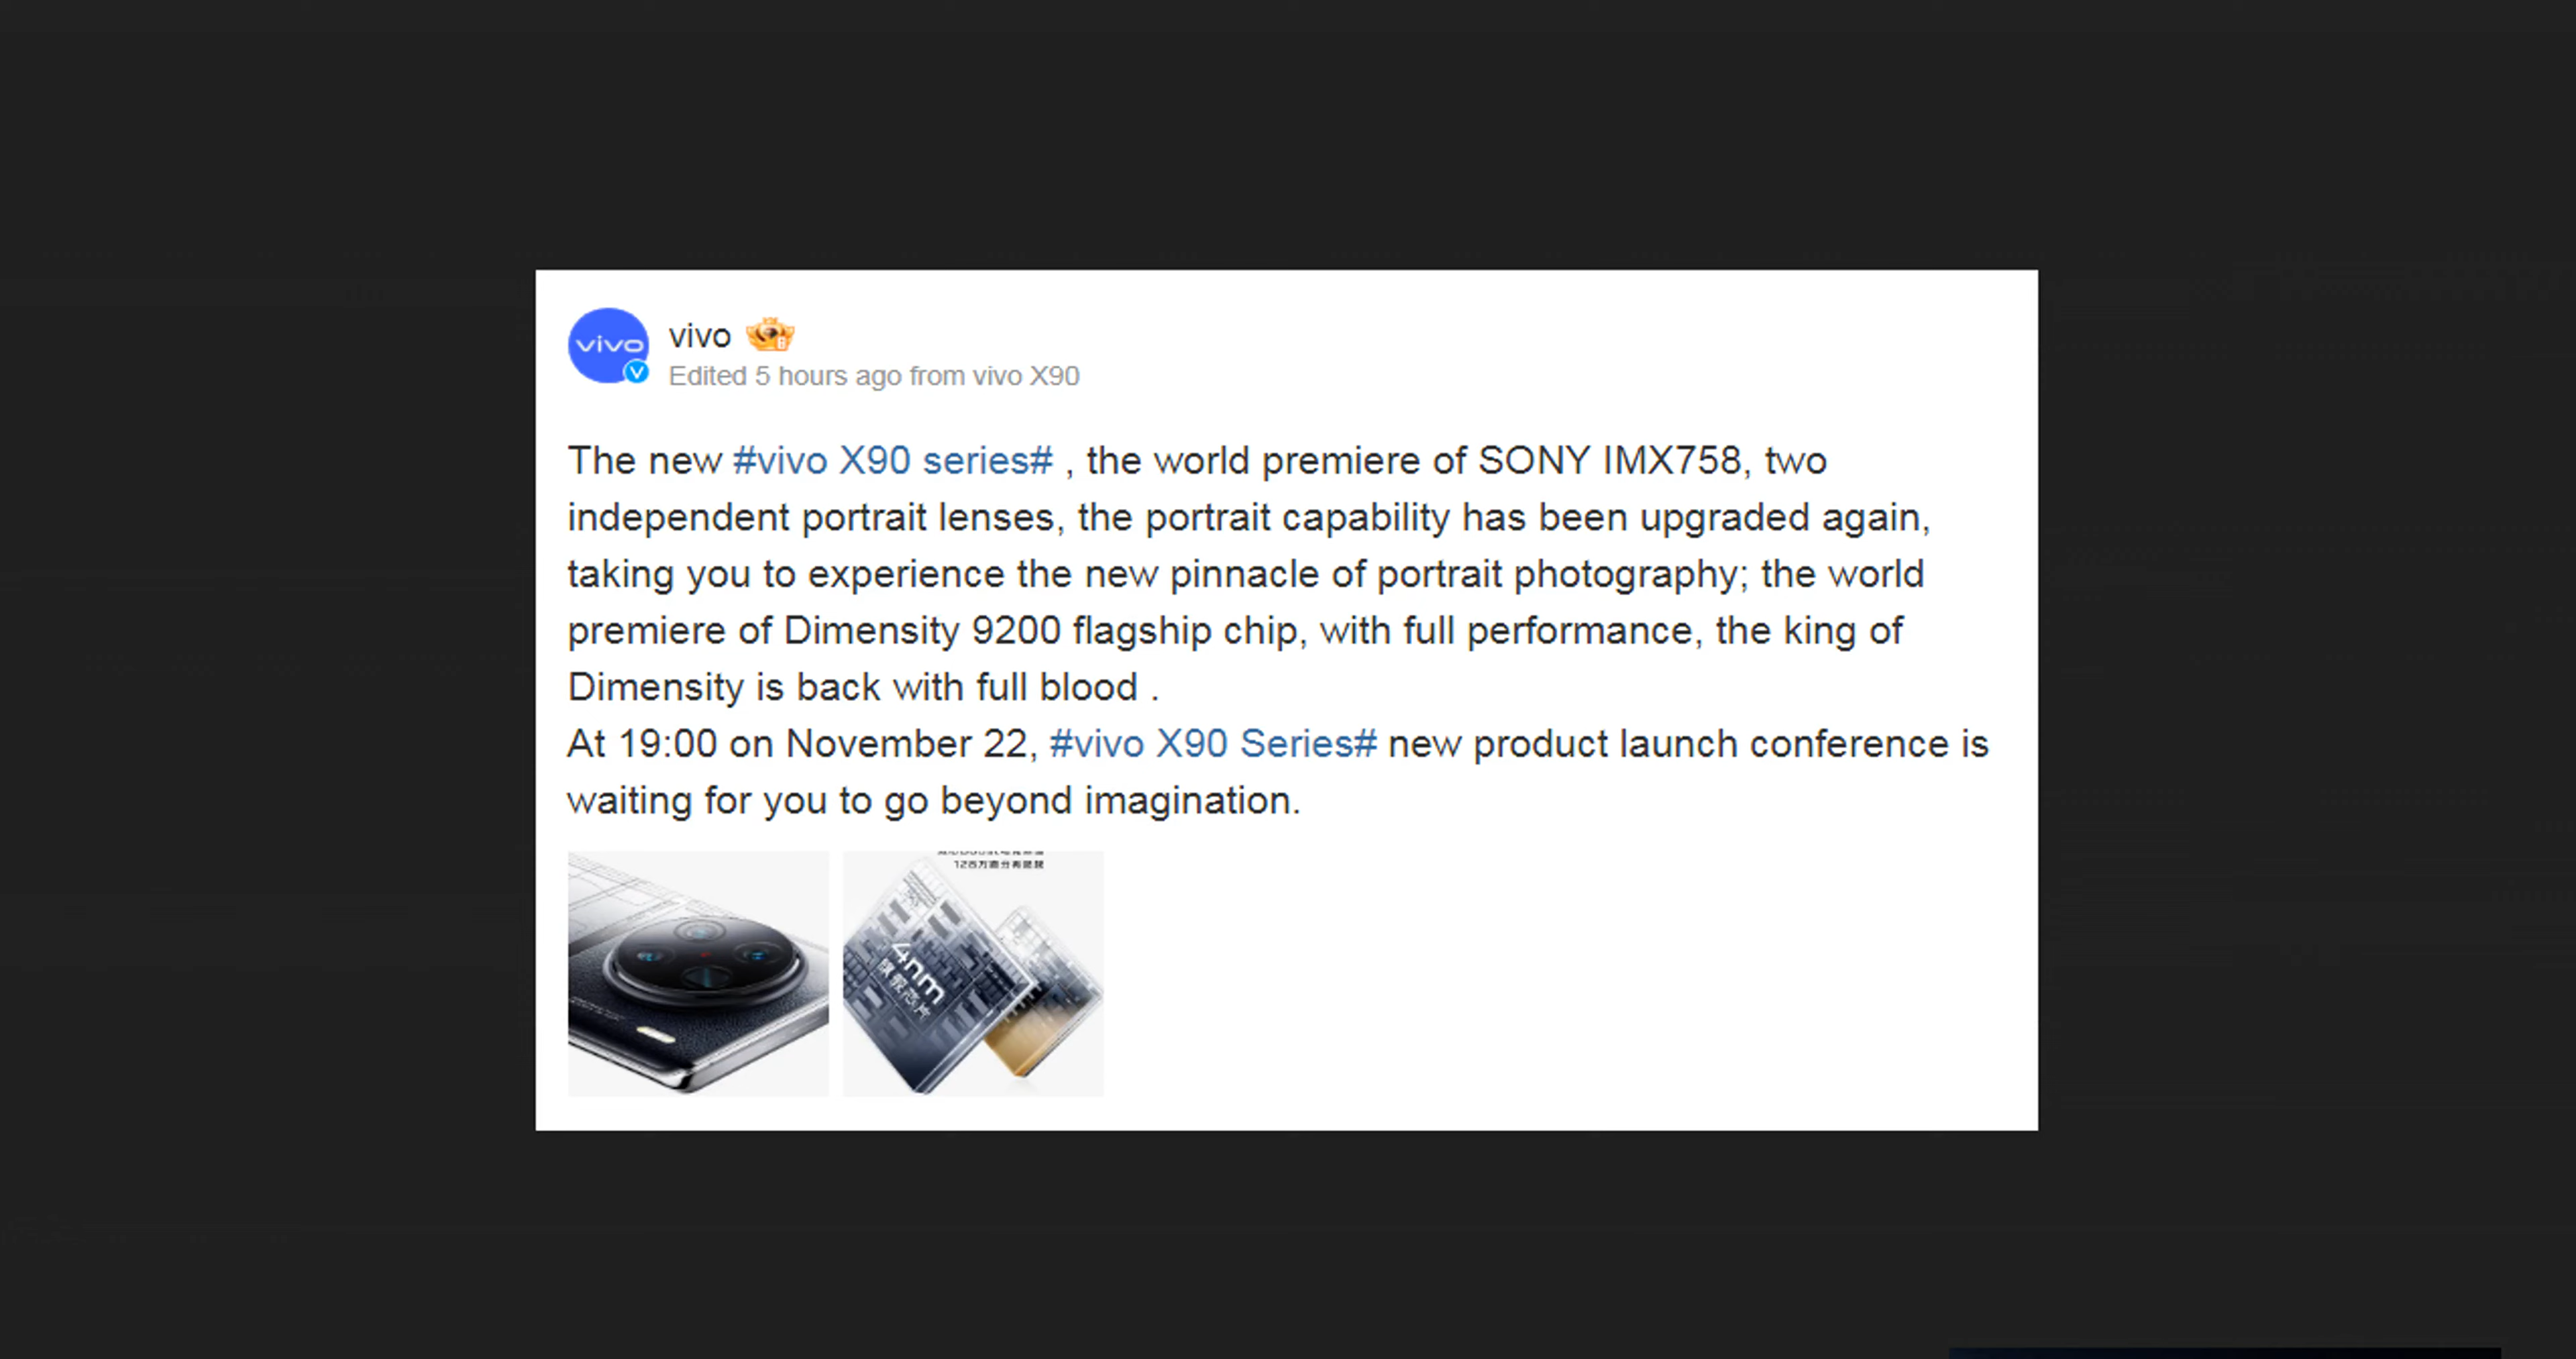 vivo
vivo
Edited 5 hours ago from vivo X90
The new #vivo X90 series# , the world premiere of SONY IMX758, two
independent portrait lenses, the portrait capability has been upgraded again,
taking you to experience the new pinnacle of portrait photography; the world
premiere of Dimensity 9200 flagship chip, with full performance, the king of
Dimensity is back with full blood .
At 19:00 on November 22, #vivo X90 Series# new product launch conference is
waiting for you to go beyond imagination.
4nm
旗舰芯片